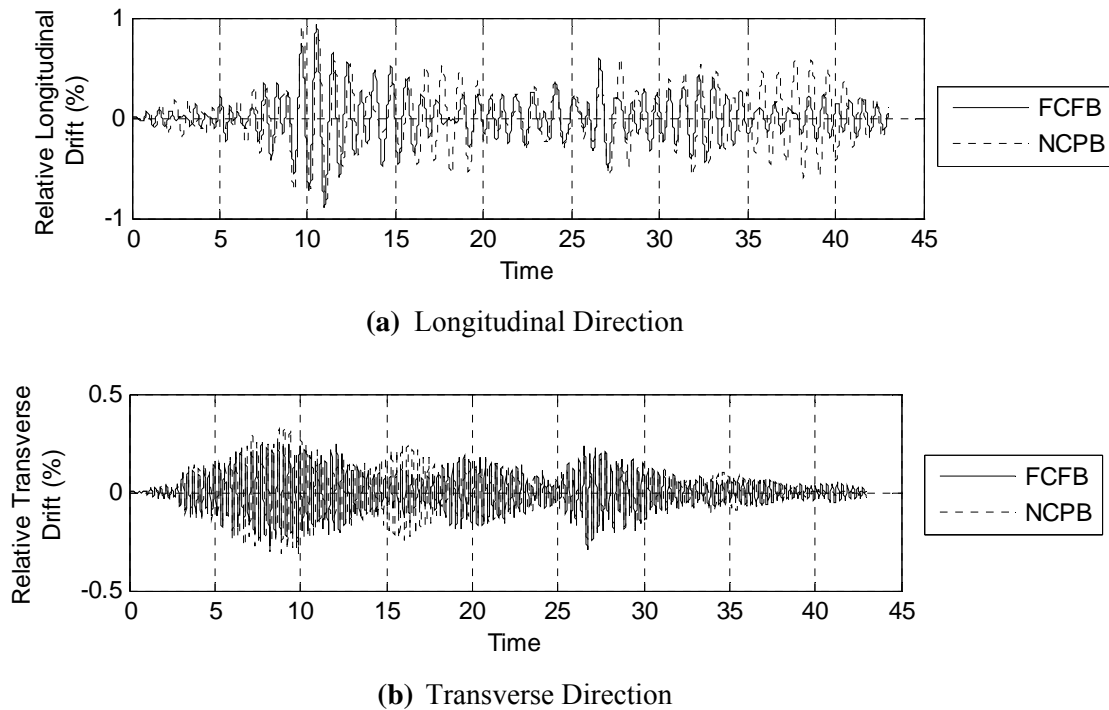 1
0
-1
Relative Longitudinal
Drift (%)
0 5 10 15 20 25 30 35 40 45
Time
FCFB
NCPB
(a) Longitudinal Direction
0.5
0
-0.5
Relative Transverse
Drift (%)
0 5 10 15 20 25 30 35 40 45
Time
FCFB
NCPB
(b) Transverse Direction